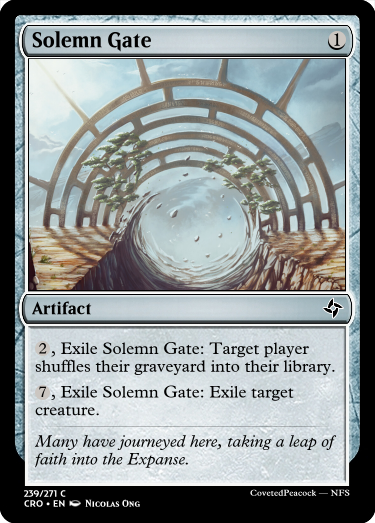 Solemn Gate 1
Artifact
2, Exile Solemn Gate: Target player
shuffles their graveyard into their library.
7, Exile Solemn Gate: Exile target
creature.
Many have journeyed here, taking a leap of
faith into the Expanse.
239/271 C
CRO • EN Nicolas Ong
CovetedPeacock — NFS